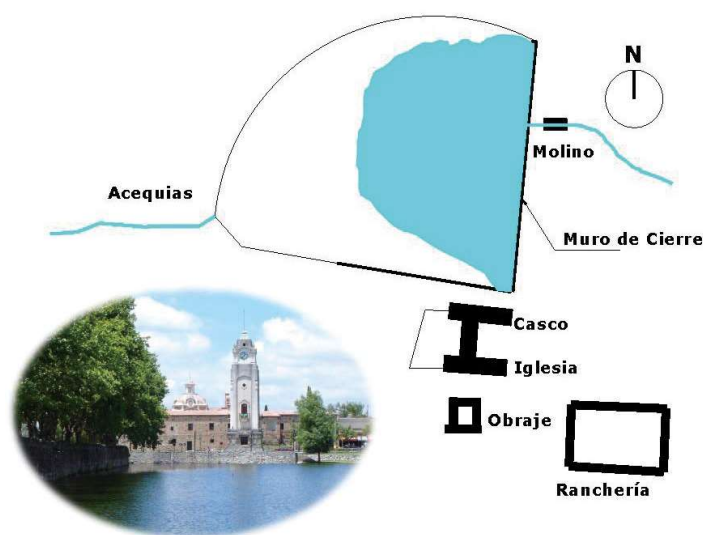 N
Molino
Acequias
Muro de Cierre
Casco
Iglesia
Obraje
Ranchería